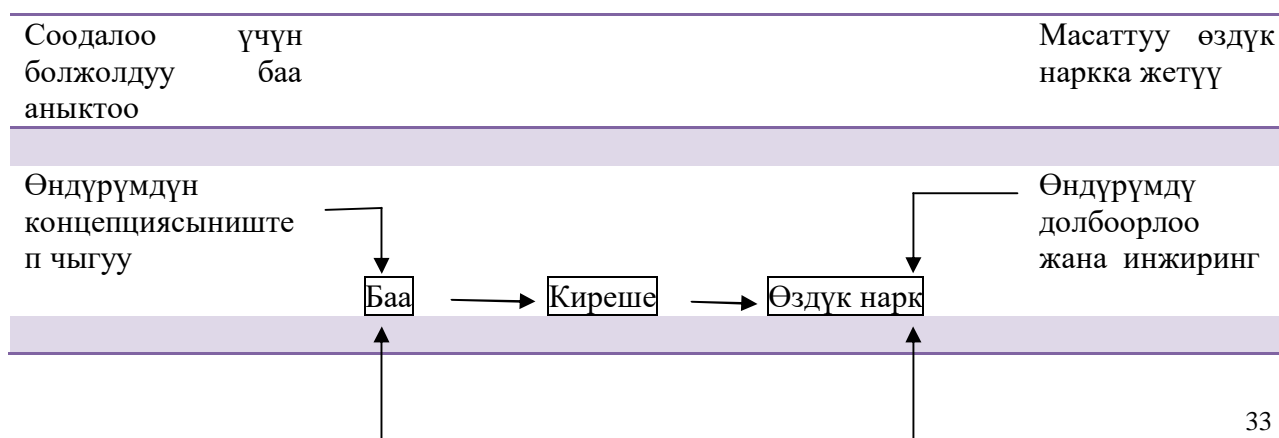 Соодалоо үчүн
болжолдуу баа
аныктоо
Масаттуу өздүк
наркка жетүү
Өндүрүмдүн
концепциясыниште
п чыгуу
Өндүрүмдү
долбоорлоо
жана инжиринг
Баа
Киреше
Өздүк нарк
33